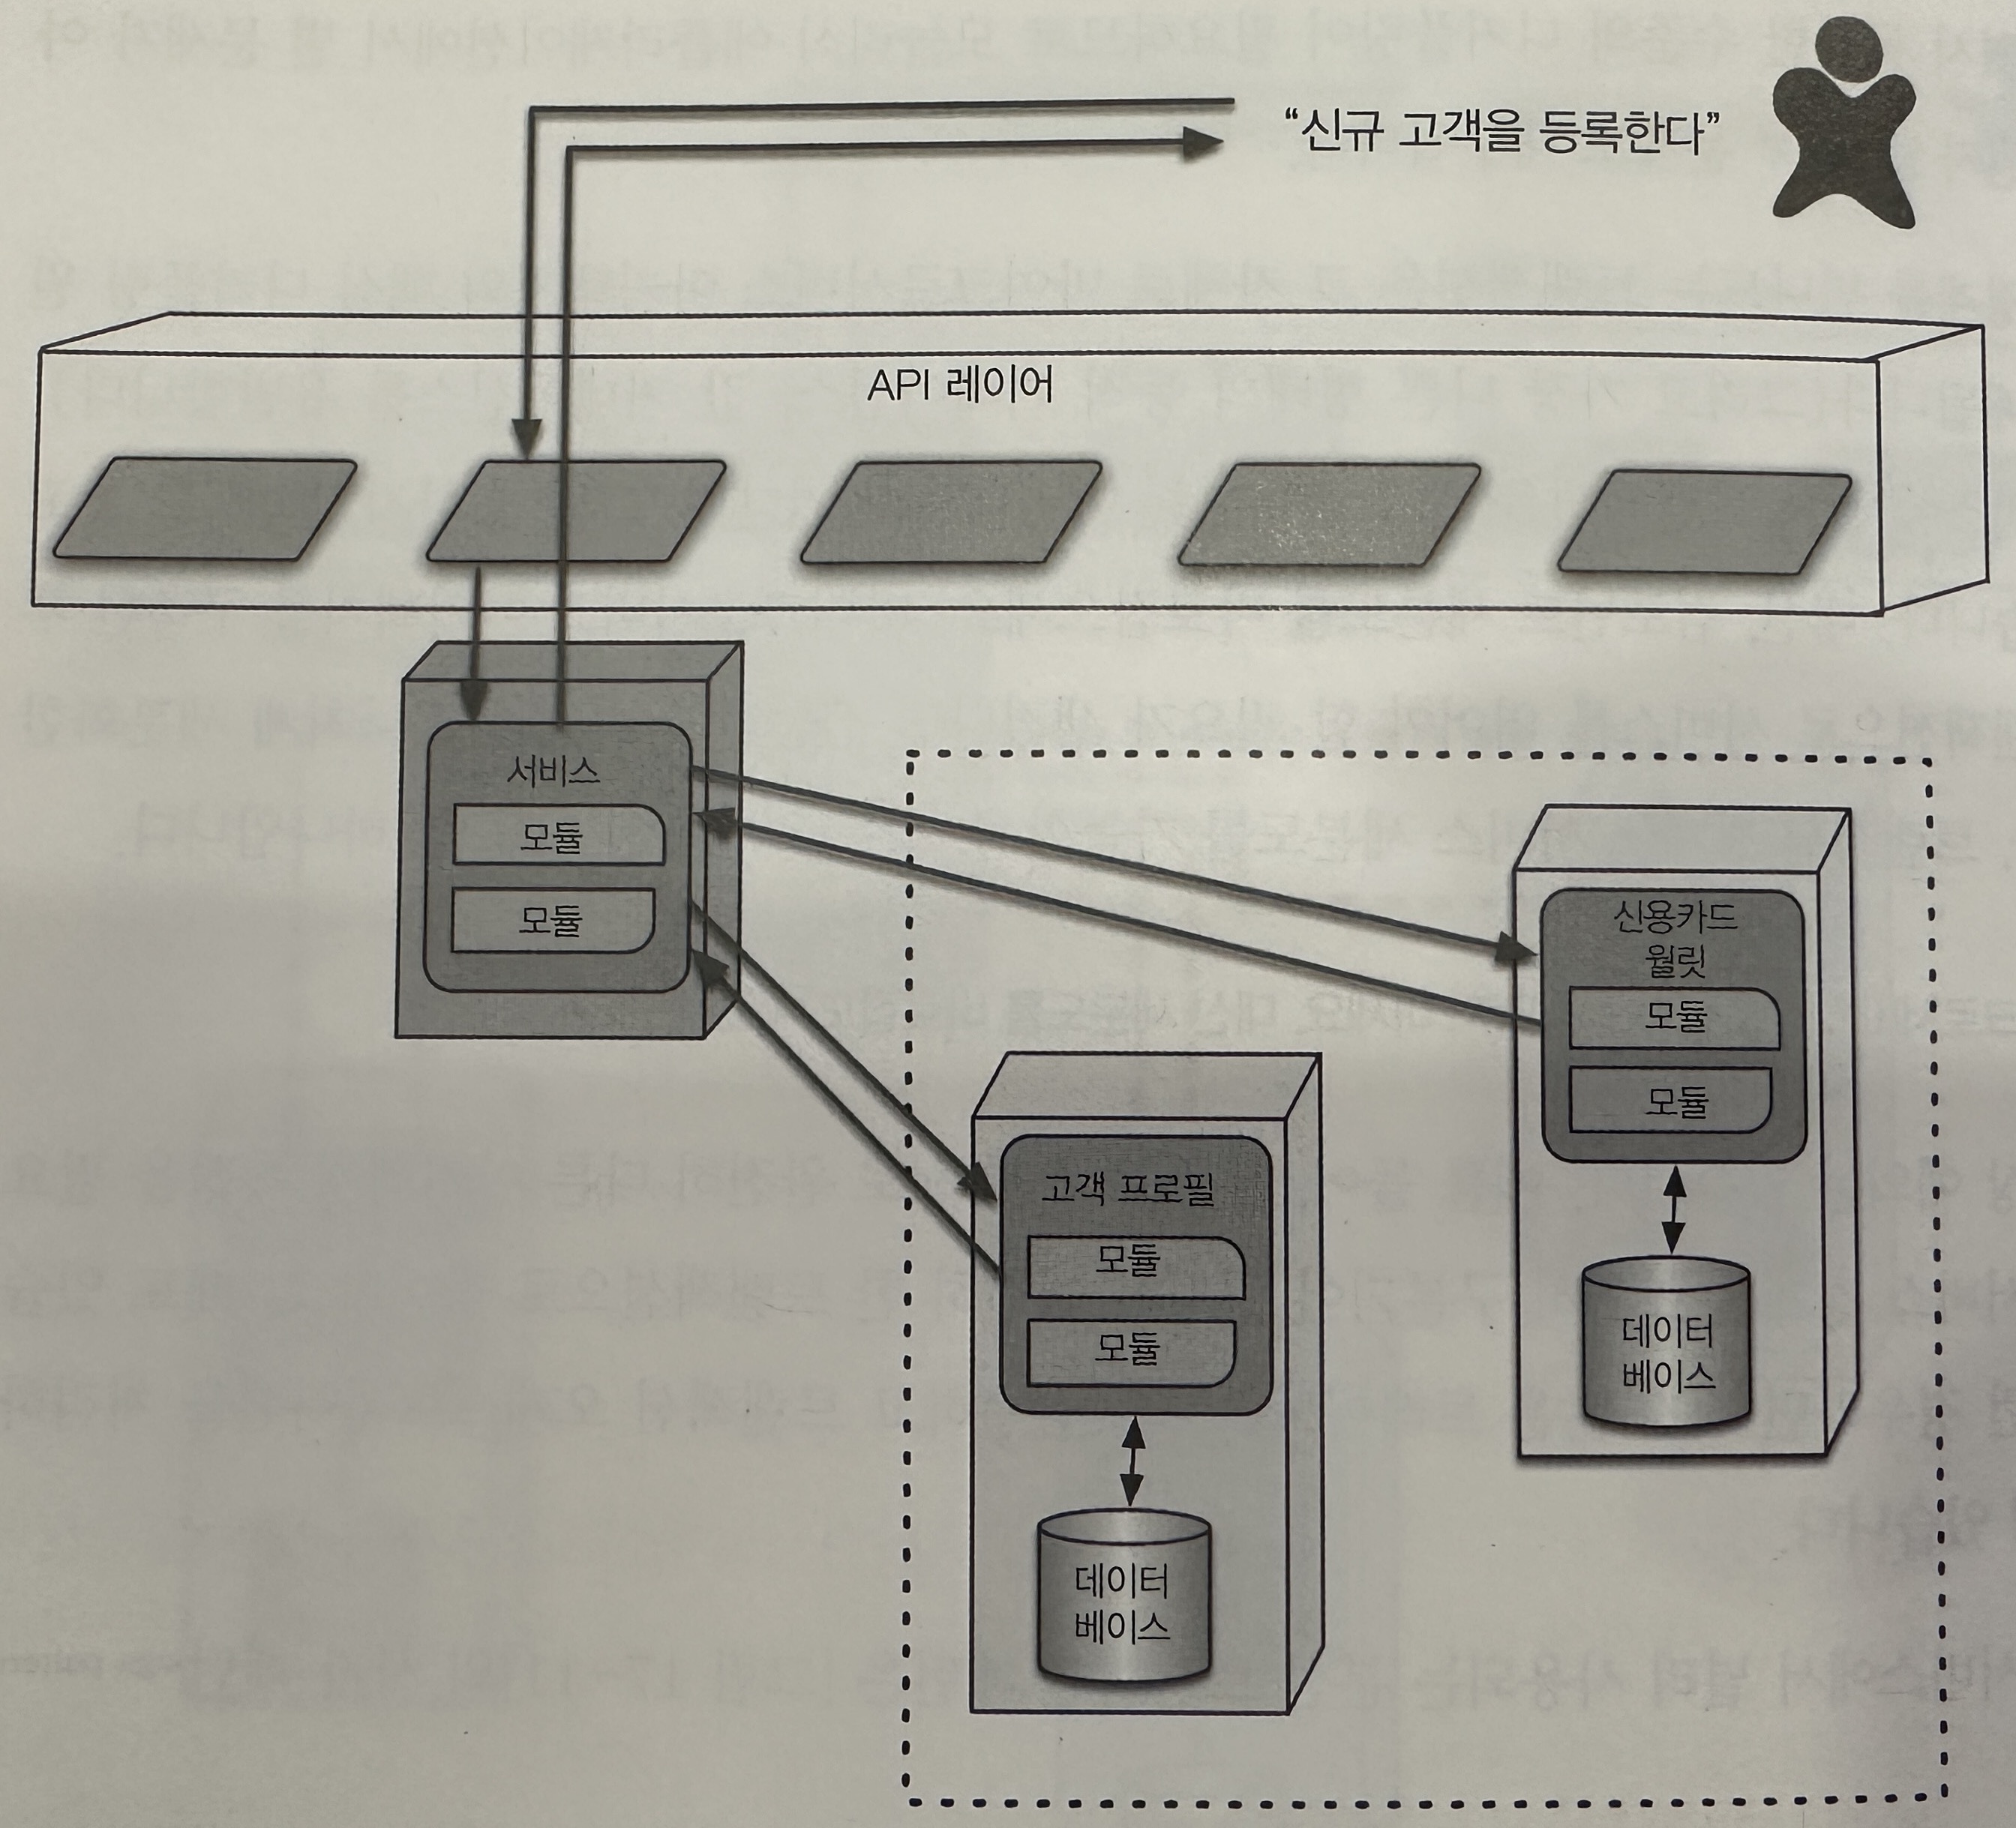 “신규 고객을 등록한다”
API 레이어
서비스
모듈
모듈
신용카드
월릿
모듈
모듈
데이터
베이스
고객 프로필
모듈
모듈
데이터
베이스